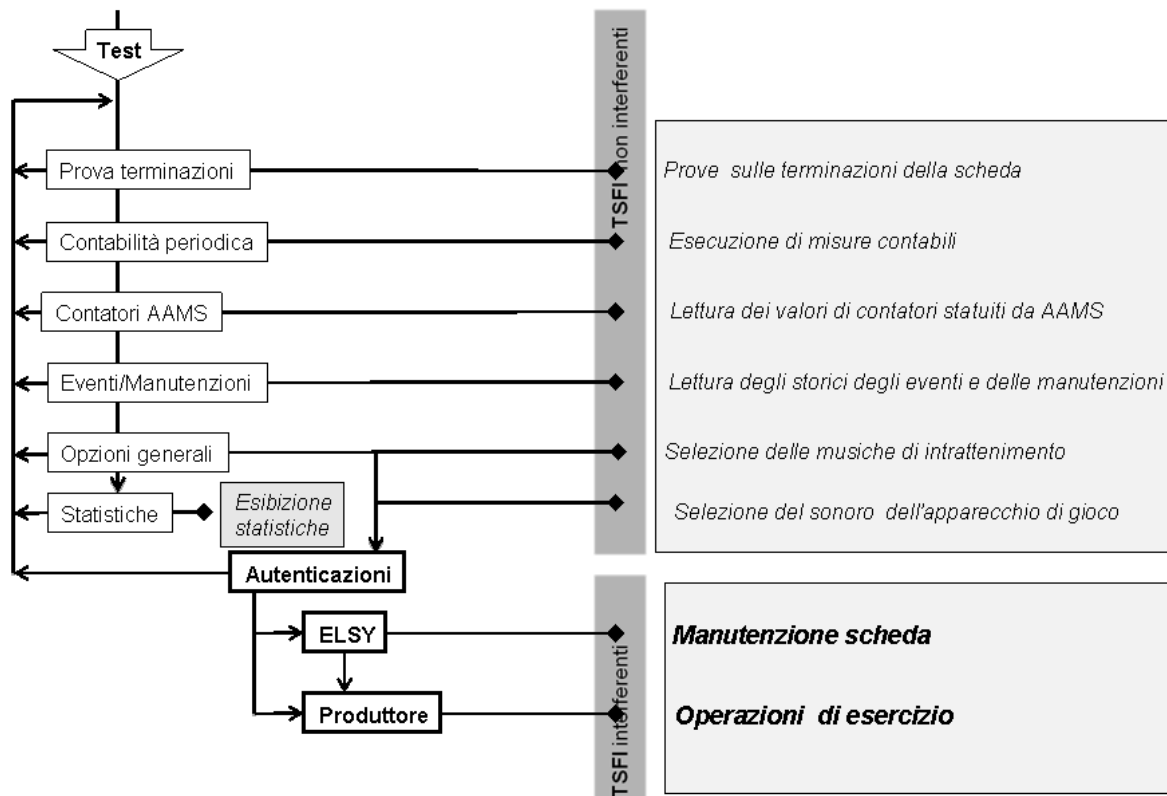 Test
TSFI non interferenti
Prova terminazioni
Prove sulle terminazioni della scheda
Contabilità periodica
Esecuzione di misure contabili
Contatori AAMS
Lettura dei valori di contatori statuiti da AAMS
Eventi/Manutenzioni
Lettura degli storici degli eventi e delle manutenzioni
Opzioni generali
Selezione delle musiche di intrattenimento
Statistiche
Esibizione
statistiche
Selezione del sonoro dell'apparecchio di gioco
Autenticazioni
TSFI interferenti
ELSY
Manutenzione scheda
Produttore
Operazioni di esercizio